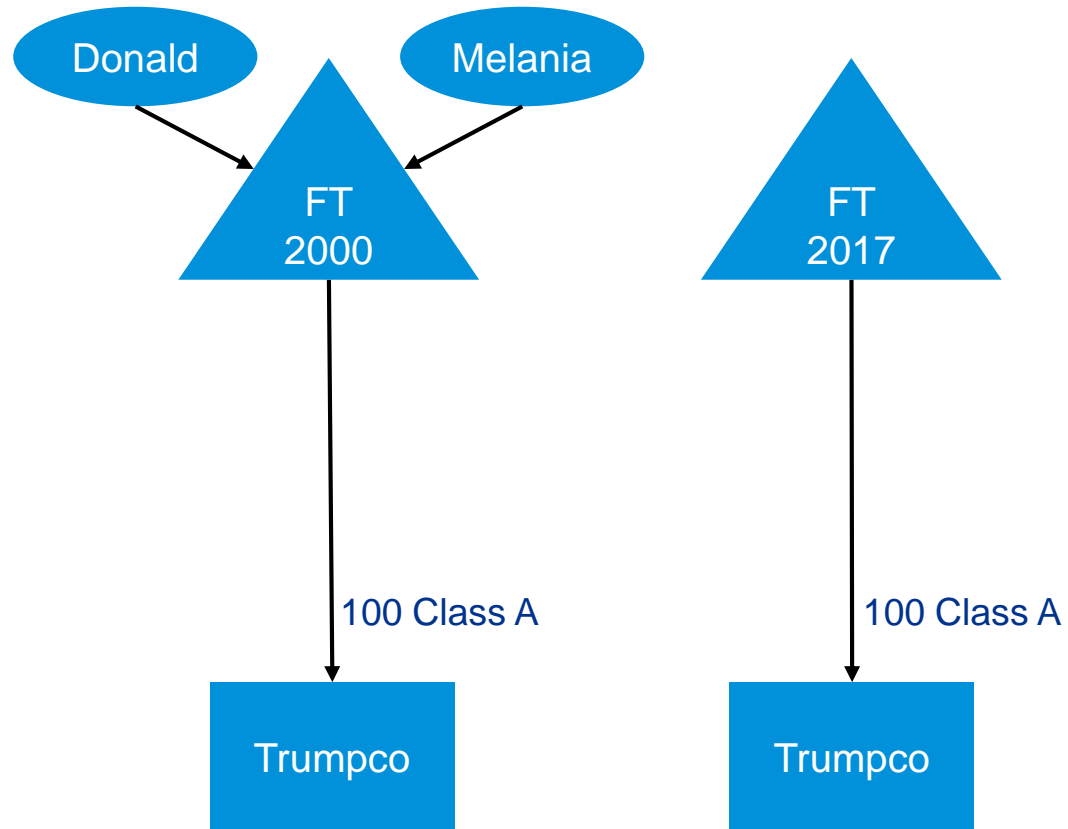 Donald
Melania
FT
2000
FT
2017
100 Class A
100 Class A
Trumpco
Trumpco